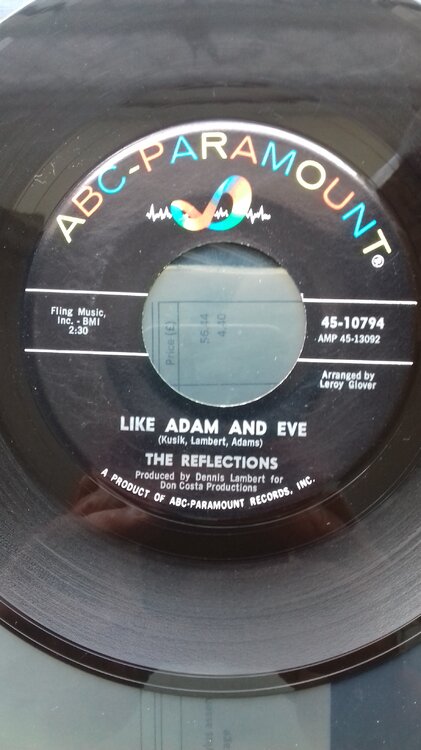 ABC-PARAMOUNT®
Fling Music,
Inc. - BMI
2:30
45-10794
AMP 45-13092
Arranged by
Leroy Glover
Price (£)
56.44
4.40
LIKE ADAM AND EVE
(Kusik, Lambert, Adams)
THE REFLECTIONS
Produced by Dennis Lambert for
Don Costa Productions
A PRODUCT OF ABC-PARAMOUNT RECORDS, INC.